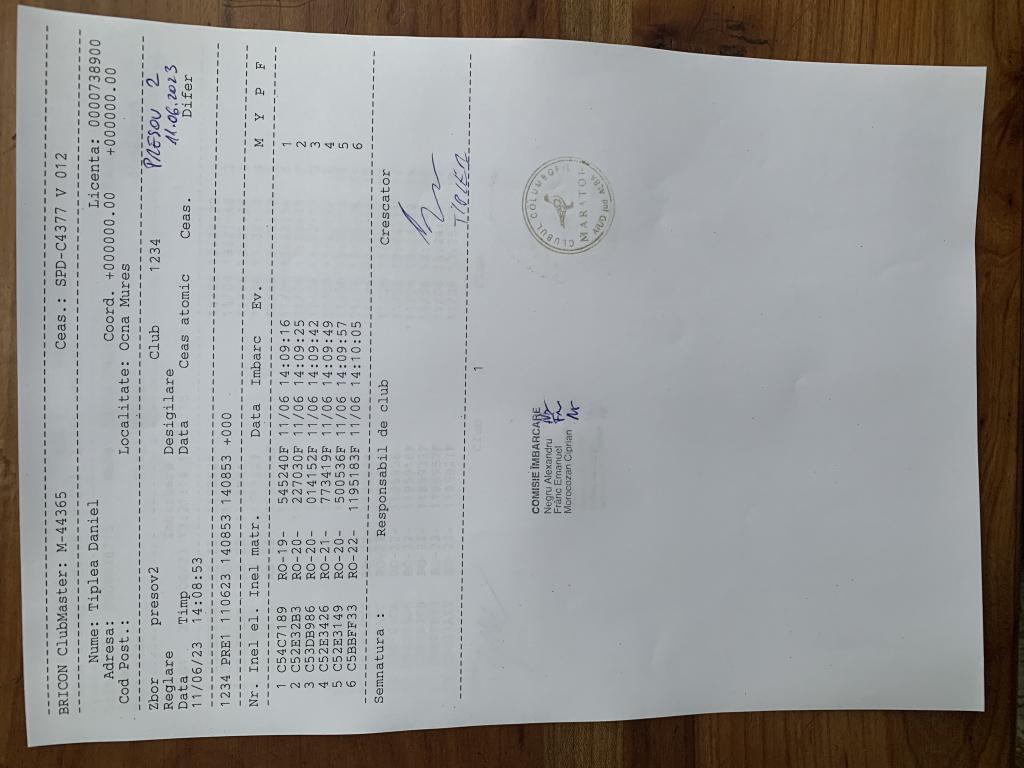 BRICON ClubMaster: M-44365 Ceas.: SPD-C4377 V 012
Nume: Tiplea Daniel Licenta: 0000738900
Adresa: Coord. +000000.00 +000000.00
Cod Post.: Localitate: Ocna Mures
Zbor presov2 Club 1234 PRESOV 2
Reglare Desigilare 11.06.2023
Data Timp Data Ceas atomic Ceas. Difer
11/06/23 14:08:53
1234 PRE1 110623 140853 140853 +000
Nr. Inel el. Inel matr. Data Imbarc Ev. M Y P F
1 C54C7189 RO-19- 545240F 11/06 14:09:16 1
2 C52E32B3 RO-20- 227030F 11/06 14:09:25 2
3 C53DB986 RO-20- 014152F 11/06 14:09:42 3
4 C52E3426 RO-21- 773419F 11/06 14:09:49 4
5 C52E3149 RO-20- 500536F 11/06 14:09:57 5
6 C5BBFF33 RO-22- 1195183F 11/06 14:10:05 6
Semnatura : Responsabil de club Crescator
1
COMISIE ÎMBARCARE
Negru Alexandru
Frânc Emanuel
Morocozan Ciprian
CLUBUL COLUMBOFIL
MARATON